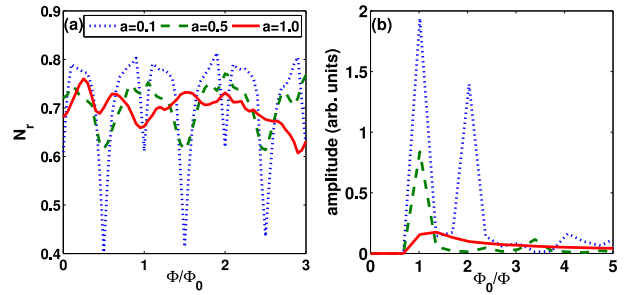 (a) a=0.1 a=0.5 a=1.0
0.9
0.8
0.7
0.6
0.5
0.4
N_r
0 1 2 3
Φ/Φ_0
(b)
2
1.5
1
0.5
0
amplitude (arb. units)
0 1 2 3 4 5
Φ_0/Φ